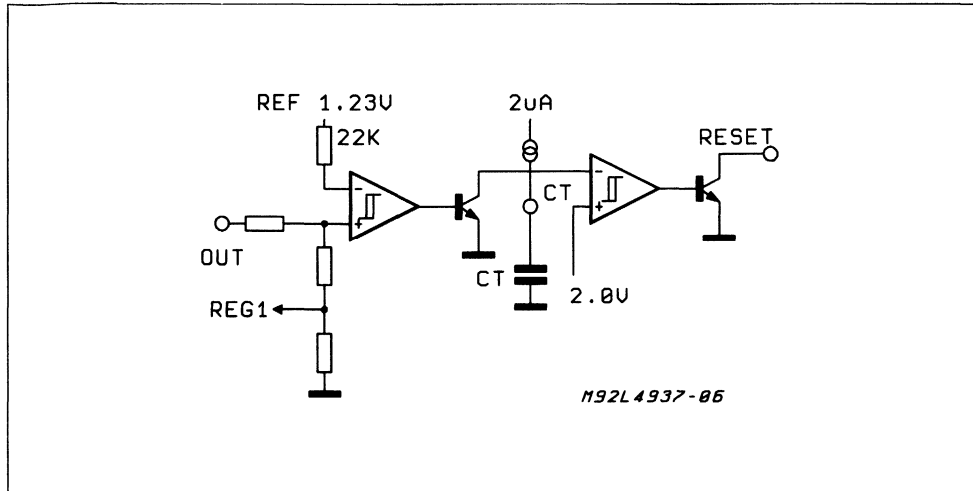 REF 1.23V
22K
2uA
RESET
CT
OUT
CT
2.0V
REG1
M92L4937-06